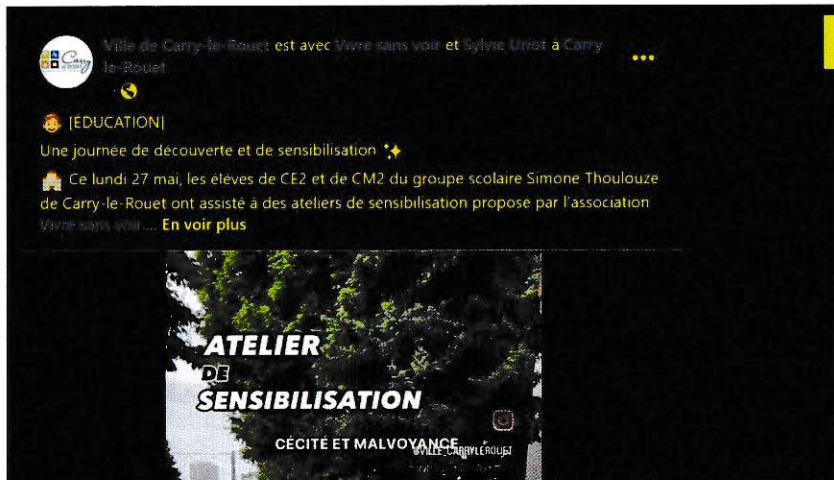 Ville de Carry-le-Rouet est avec Vivre sans voir et Sylvie Uriot à Carry
le-Rouet
[ÉDUCATION]
Une journée de découverte et de sensibilisation
Ce lundi 27 mai, les élèves de CE2 et de CM2 du groupe scolaire Simone Thoulouze
de Carry-le-Rouet ont assisté à des ateliers de sensibilisation proposé par l'association
Vivre sans voir ... En voir plus
ATELIER
DE
SENSIBILISATION
CÉCITÉ ET MALVOYANCE
@VILLE_CARRYLEROUET